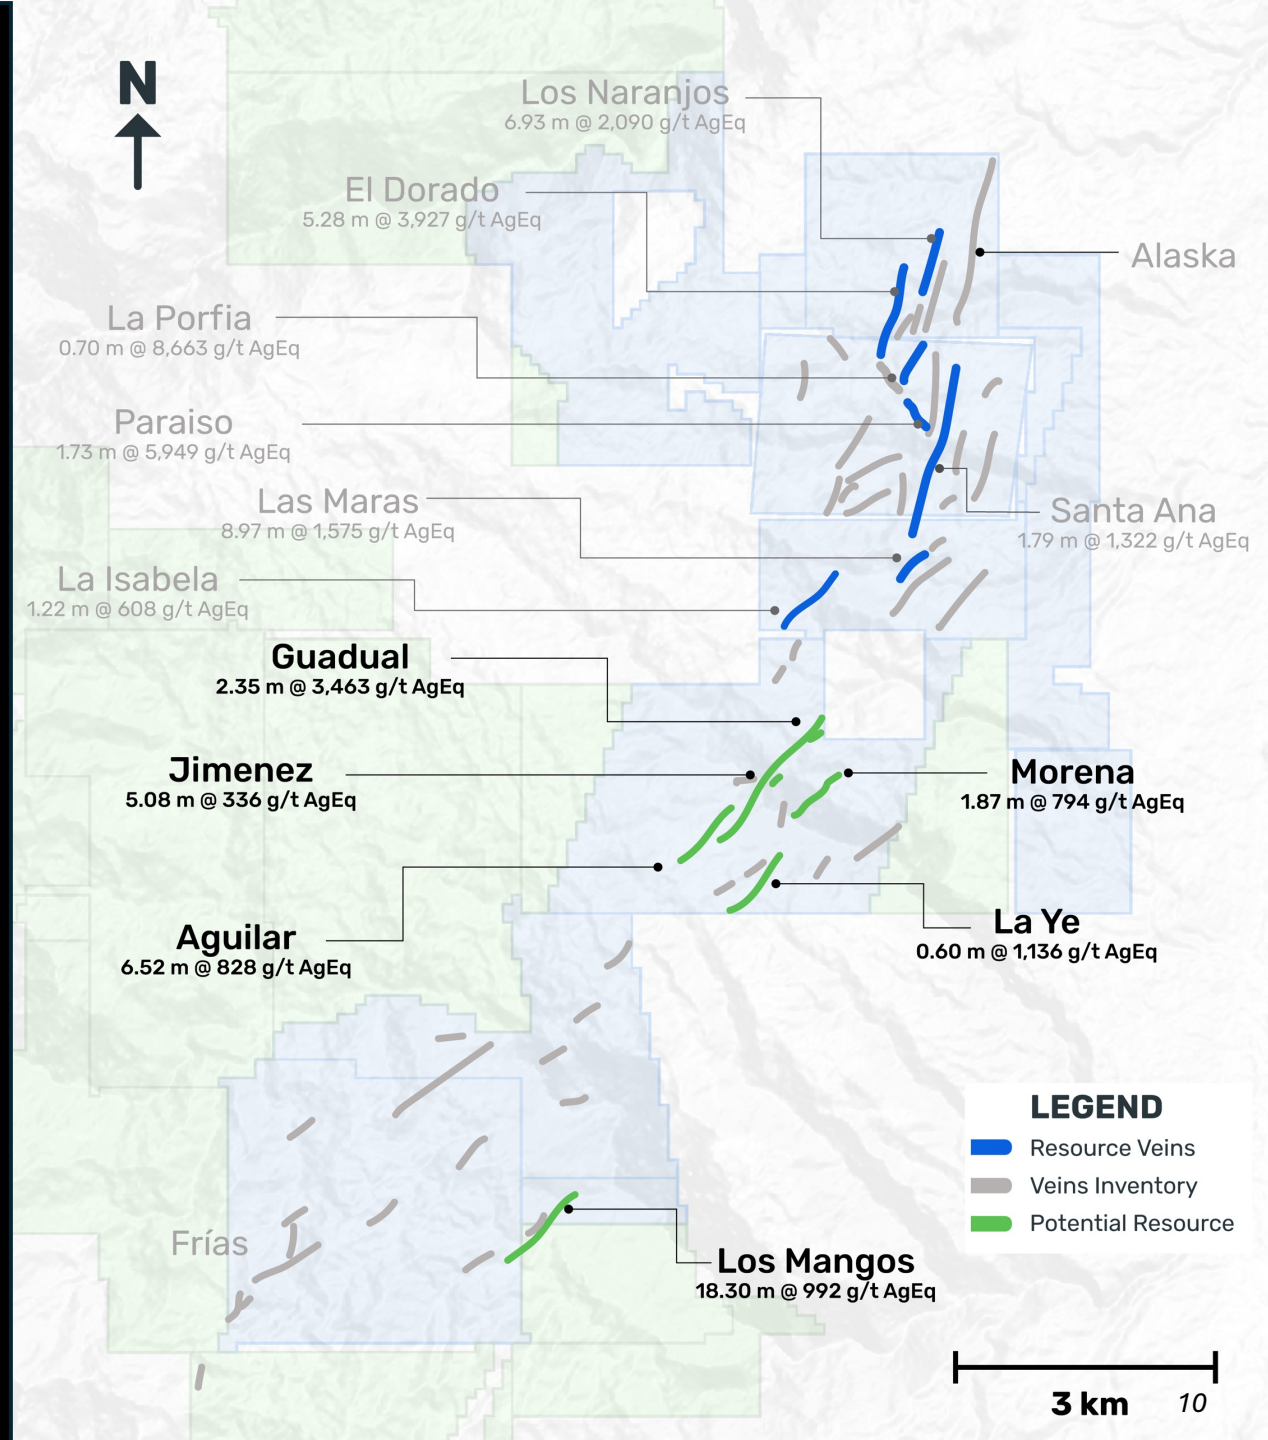 N
Los Naranjos
6.93 m @ 2,090 g/t AgEq
El Dorado
5.28 m @ 3,927 g/t AgEq
Alaska
La Porfia
0.70 m @ 8,663 g/t AgEq
Paraiso
1.73 m @ 5,949 g/t AgEq
Las Maras
8.97 m @ 1,575 g/t AgEq
Santa Ana
1.79 m @ 1,322 g/t AgEq
La Isabela
1.22 m @ 608 g/t AgEq
Guadual
2.35 m @ 3,463 g/t AgEq
Jimenez
5.08 m @ 336 g/t AgEq
Morena
1.87 m @ 794 g/t AgEq
Aguilar
6.52 m @ 828 g/t AgEq
La Ye
0.60 m @ 1,136 g/t AgEq
Frías
Los Mangos
18.30 m @ 992 g/t AgEq
LEGEND
Resource Veins
Veins Inventory
Potential Resource
3 km
10